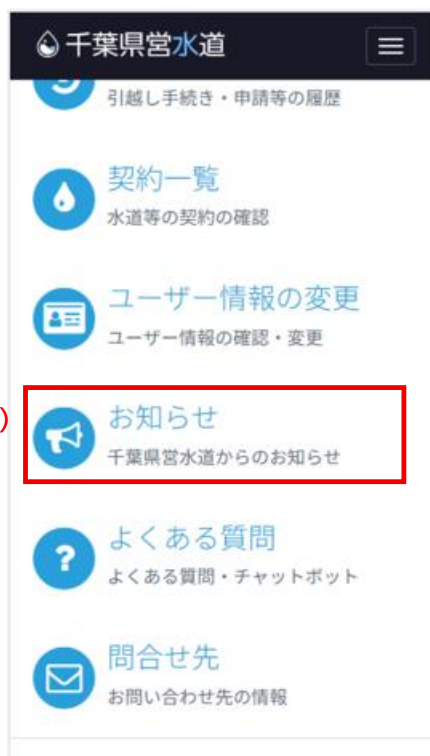 千葉県営水道
引越し手続き・申請等の履歴
契約一覧
水道等の契約の確認
ユーザー情報の変更
ユーザー情報の確認・変更
)
お知らせ
千葉県営水道からのお知らせ
?
よくある質問
よくある質問・チャットボット
問合せ先
お問い合わせ先の情報